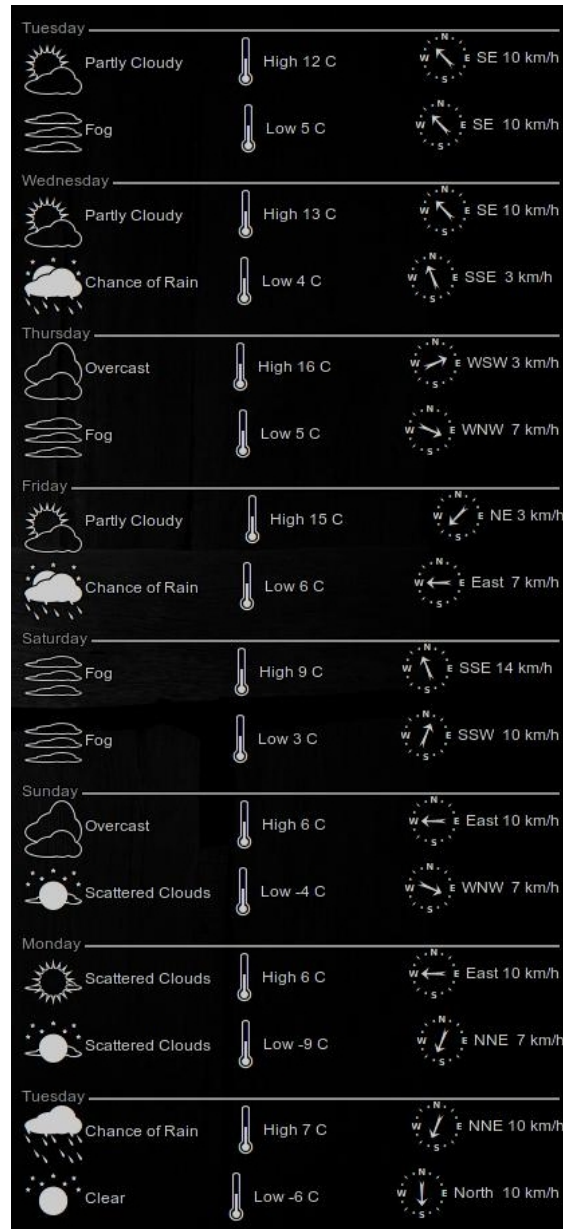 Tuesday
Partly Cloudy High 12 C N W E S SE 10 km/h
Fog Low 5 C N W E S SE 10 km/h
Wednesday
Partly Cloudy High 13 C N W E S SE 10 km/h
Chance of Rain Low 4 C N W E S SSE 3 km/h
Thursday
Overcast High 16 C N W E S WSW 3 km/h
Fog Low 5 C N W E S WNW 7 km/h
Friday
Partly Cloudy High 15 C N W E S NE 3 km/h
Chance of Rain Low 6 C N W E S East 7 km/h
Saturday
Fog High 9 C N W E S SSE 14 km/h
Fog Low 3 C N W E S SSW 10 km/h
Sunday
Overcast High 6 C N W E S East 10 km/h
Scattered Clouds Low -4 C N W E S WNW 7 km/h
Monday
Scattered Clouds High 6 C N W E S East 10 km/h
Scattered Clouds Low -9 C N W E S NNE 7 km/h
Tuesday
Chance of Rain High 7 C N W E S NNE 10 km/h
Clear Low -6 C N W E S North 10 km/h